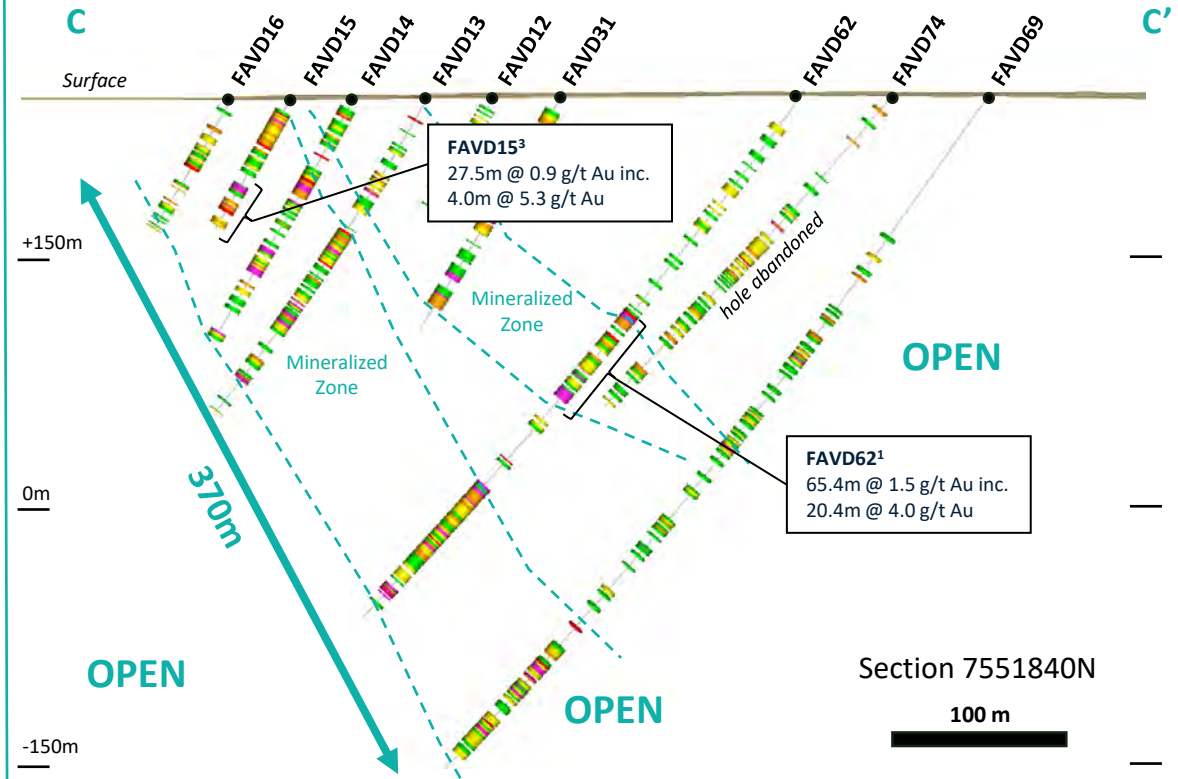 C
C’
FAVD16
FAVD15
FAVD14
FAVD13
FAVD12
FAVD31
FAVD62
FAVD74
FAVD69
Surface
FAVD15³
27.5m @ 0.9 g/t Au inc.
4.0m @ 5.3 g/t Au
+150m
hole abandoned
Mineralized
Zone
OPEN
Mineralized
Zone
FAVD62¹
65.4m @ 1.5 g/t Au inc.
20.4m @ 4.0 g/t Au
370m
0m
OPEN
OPEN
Section 7551840N
100 m
-150m